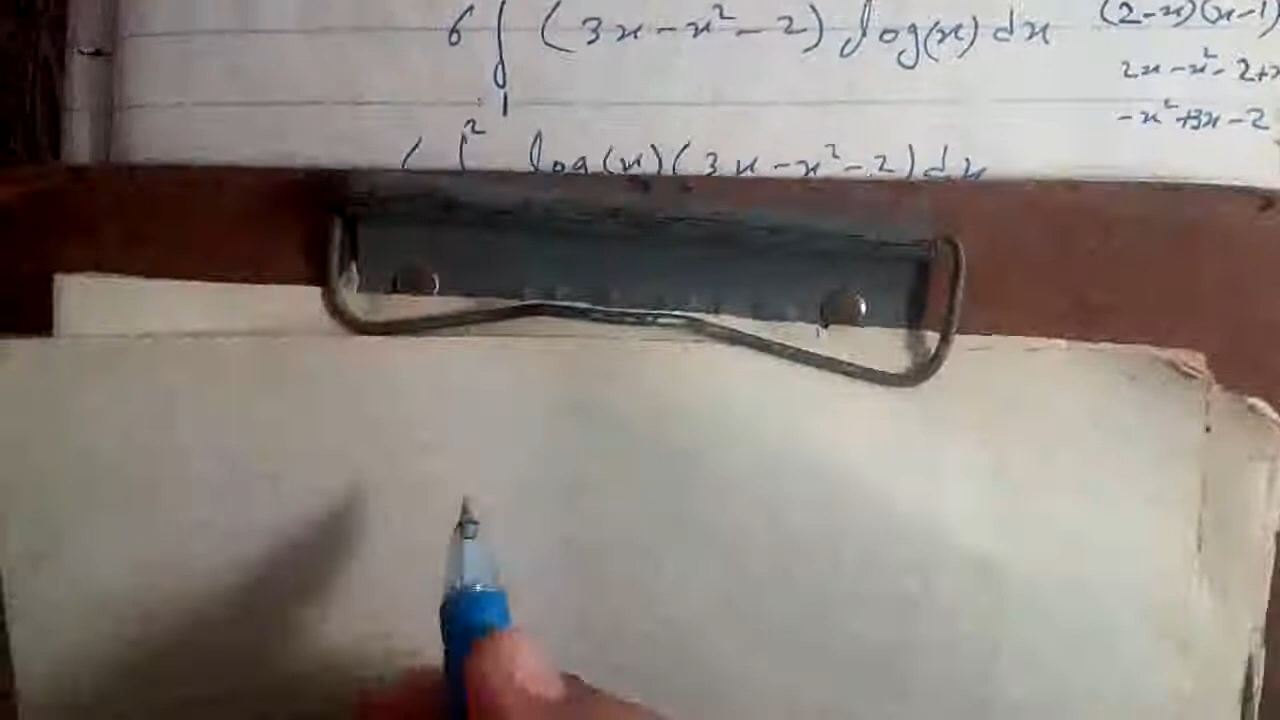 6 ∫₁ (3x-x²-2) log(x) dx
(2-x)(x-1)
2x-x²-2+x
-x²+3x-2
∫² log(x)(3x-x²-2)dx